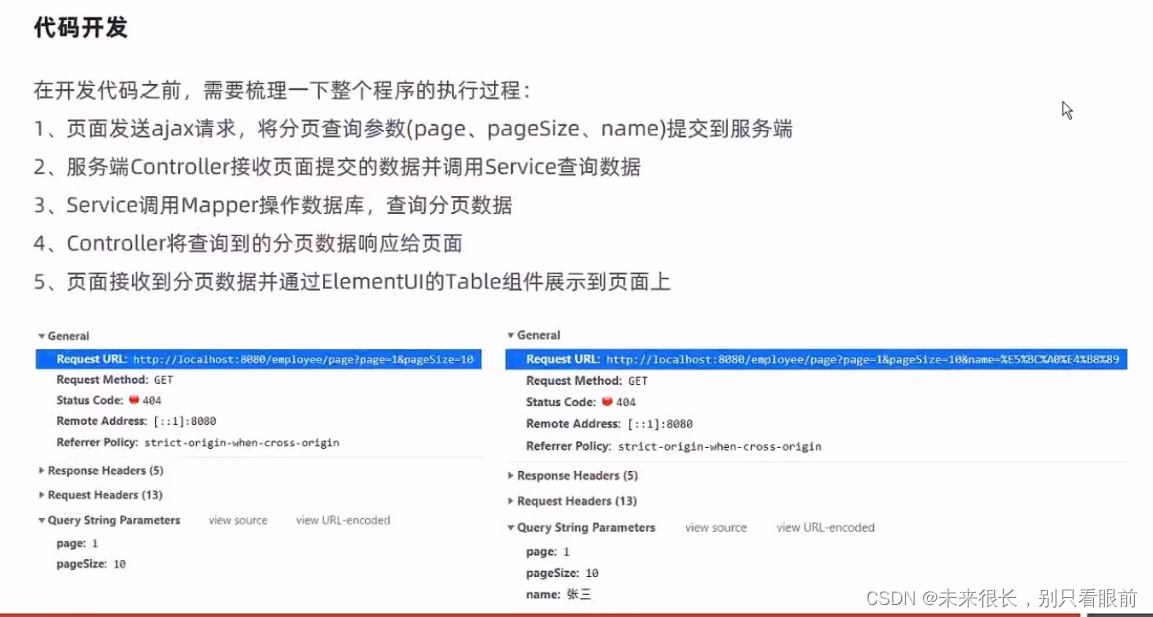 代码开发
在开发代码之前，需要梳理一下整个程序的执行过程：
1、页面发送ajax请求，将分页查询参数(page、pageSize、name)提交到服务端
2、服务端Controller接收页面提交的数据并调用Service查询数据
3、Service调用Mapper操作数据库，查询分页数据
4、Controller将查询到的分页数据响应给页面
5、页面接收到分页数据并通过ElementUI的Table组件展示到页面上
General
Request URL: http://localhost:8080/employee/page?page=1&pageSize=10
Request Method: GET
Status Code: 404
Remote Address: [::1]:8080
Referrer Policy: strict-origin-when-cross-origin
Response Headers (5)
Request Headers (13)
Query String Parameters view source view URL-encoded
page: 1
pageSize: 10
General
Request URL: http://localhost:8080/employee/page?page=1&pageSize=10&name=%E5%BC%A0%E4%B8%89
Request Method: GET
Status Code: 404
Remote Address: [::1]:8080
Referrer Policy: strict-origin-when-cross-origin
Response Headers (5)
Request Headers (13)
Query String Parameters view source view URL-encoded
page: 1
pageSize: 10
name: 张三
CSDN @未来很长，别只看眼前